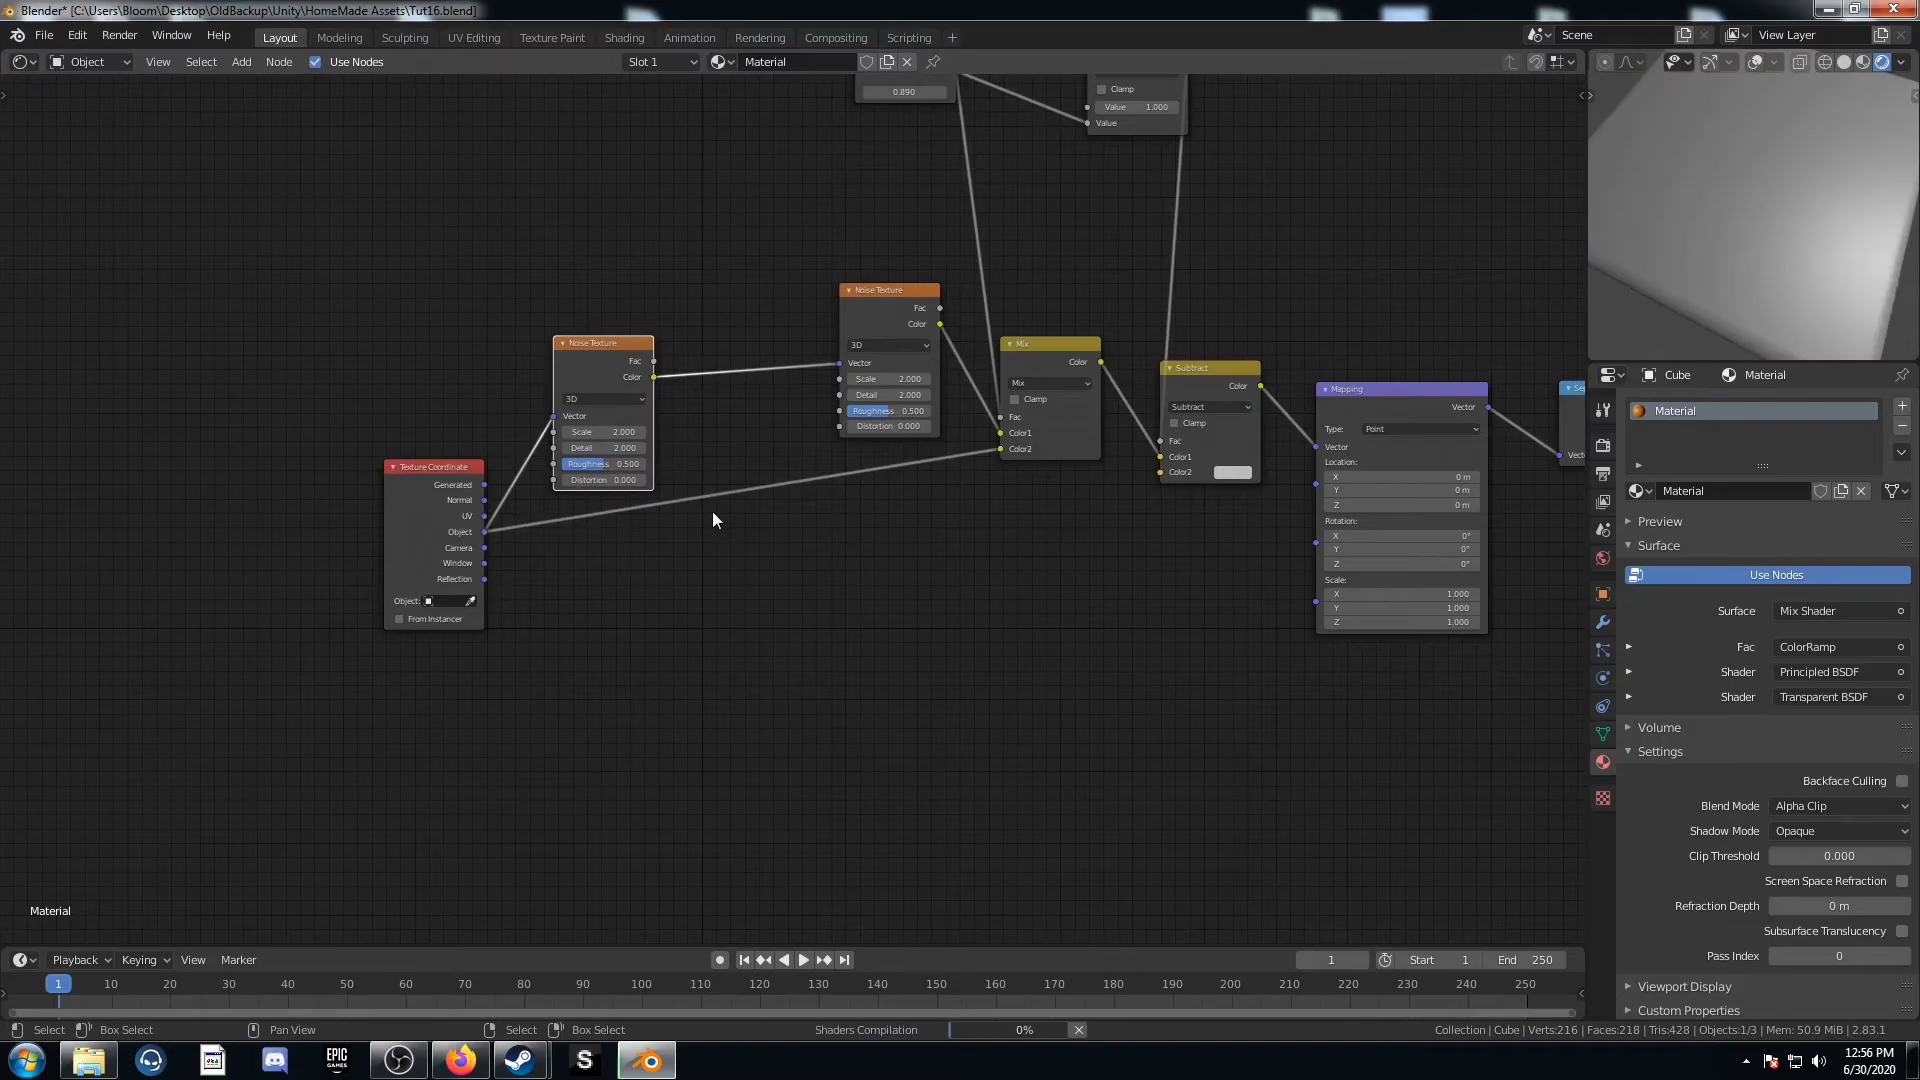 Blender* [C:\Users\Bloom\Desktop\OldBackup\Unity\HomeMade Assets\Tut16.blend]
File Edit Render Window Help Layout Modeling Sculpting UV Editing Texture Paint Shading Animation Rendering Compositing Scripting + Scene View Layer
Object View Select Add Node Use Nodes Slot 1 Material
0.890
Clamp
Value 1.000
Value
Noise Texture
Fac
Color
3D
Vector
Scale 2.000
Detail 2.000
Roughness 0.500
Distortion 0.000
Noise Texture
Fac
Color
3D
Vector
Scale 2.000
Detail 2.000
Roughness 0.500
Distortion 0.000
Mix
Color
Mix
Clamp
Fac
Color1
Color2
Subtract
Color
Subtract
Clamp
Fac
Color1
Color2
Mapping
Vector
Type: Point
Vector
Location:
X 0 m
Y 0 m
Z 0 m
Rotation:
X 0°
Y 0°
Z 0°
Scale:
X 1.000
Y 1.000
Z 1.000
Texture Coordinate
Generated
Normal
UV
Object
Camera
Window
Reflection
Object:
From Instancer
Material
Cube Material
Material
Material
Preview
Surface
Use Nodes
Surface Mix Shader
Fac ColorRamp
Shader Principled BSDF
Shader Transparent BSDF
Volume
Settings
Backface Culling
Blend Mode Alpha Clip
Shadow Mode Opaque
Clip Threshold 0.000
Screen Space Refraction
Refraction Depth 0 m
Subsurface Translucency
Pass Index 0
Viewport Display
Custom Properties
Playback Keying View Marker 1 Start 1 End 250
1 10 20 30 40 50 60 70 80 90 100 110 120 130 140 150 160 170 180 190 200 210 220 230 240 250
Select Box Select Pan View Select Box Select Shaders Compilation 0% Collection | Cube | Verts:216 | Faces:218 | Tris:428 | Objects:1/3 | Mem: 50.9 MiB | 2.83.1
EPIC GAMES
S
12:56 PM
6/30/2020